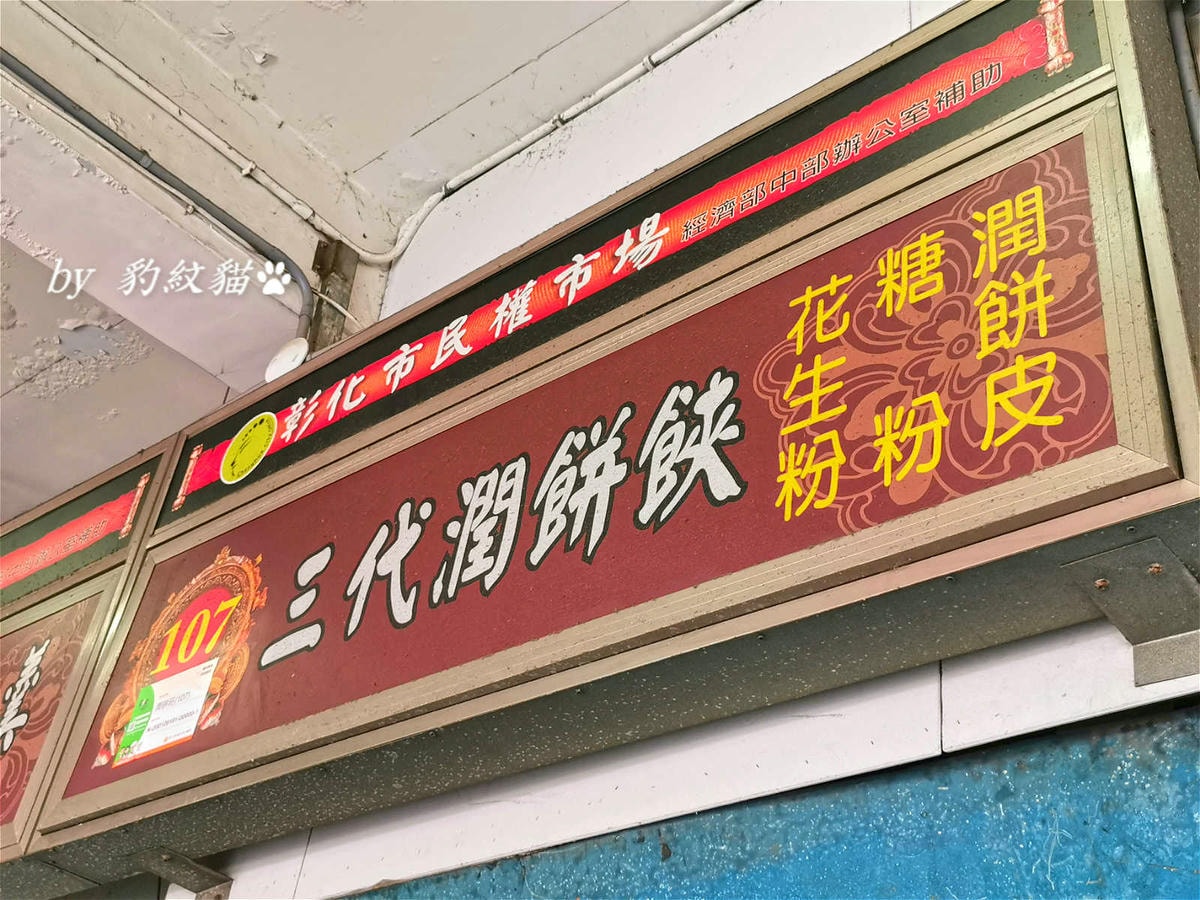 by 豹紋貓
彰化市民權市場 經濟部中部辦公室補助
107
三代潤餅餄
潤餅皮
糖粉
花生粉